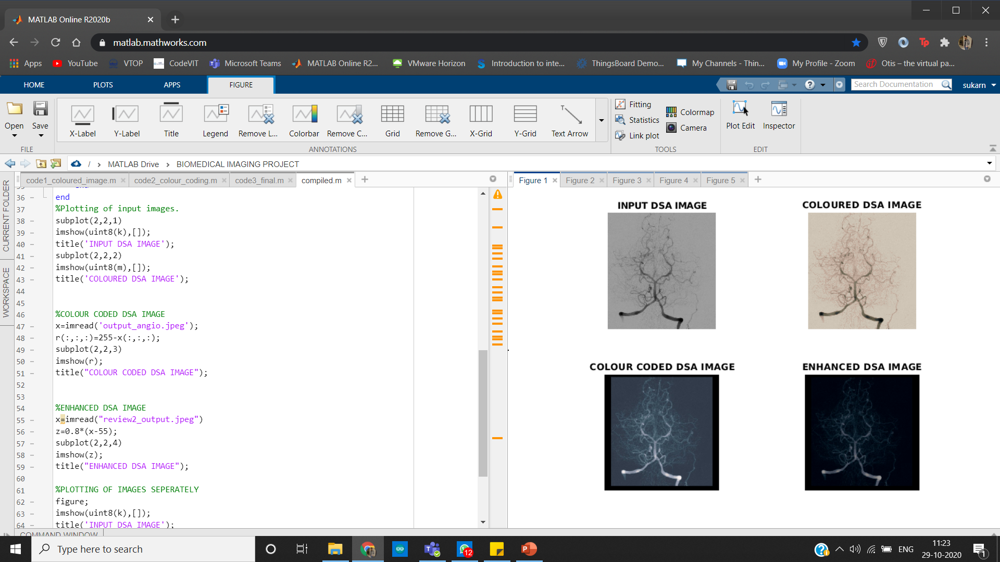 MATLAB Online R2020b
matlab.mathworks.com
Apps YouTube VTOP CodeVIT Microsoft Teams MATLAB Online R2... VMware Horizon Introduction to inte... ThingsBoard Demo... My Channels - Thin... My Profile - Zoom Otis – the virtual pa...
HOME PLOTS APPS FIGURE Search Documentation sukarn
Open Save X-Label Y-Label Title Legend Remove L... Colorbar Remove C... Grid Remove G... X-Grid Y-Grid Text Arrow
Fitting Statistics Link plot Colormap Camera Plot Edit Inspector
FILE ANNOTATIONS TOOLS EDIT
/ › MATLAB Drive › BIOMEDICAL IMAGING PROJECT
CURRENT FOLDER
WORKSPACE
code1_coloured_image.m code2_colour_coding.m code3_final.m compiled.m
36 end
37 %Plotting of input images.
38 subplot(2,2,1)
39 imshow(uint8(k),[]);
40 title('INPUT DSA IMAGE');
41 subplot(2,2,2)
42 imshow(uint8(m),[]);
43 title('COLOURED DSA IMAGE');
44
45
46 %COLOUR CODED DSA IMAGE
47 x=imread('output_angio.jpeg');
48 r(:,:,:)=255-x(:,:,:);
49 subplot(2,2,3)
50 imshow(r);
51 title("COLOUR CODED DSA IMAGE");
52
53
54 %ENHANCED DSA IMAGE
55 x=imread("review2_output.jpeg")
56 z=0.8*(x-55);
57 subplot(2,2,4)
58 imshow(z);
59 title("ENHANCED DSA IMAGE");
60
61 %PLOTTING OF IMAGES SEPERATELY
62 figure;
63 imshow(uint8(k),[]);
64 title('INPUT DSA IMAGE');
COMMAND WINDOW
Figure 1 Figure 2 Figure 3 Figure 4 Figure 5
INPUT DSA IMAGE COLOURED DSA IMAGE
COLOUR CODED DSA IMAGE ENHANCED DSA IMAGE
Type here to search
12
ENG
11:23
29-10-2020
1